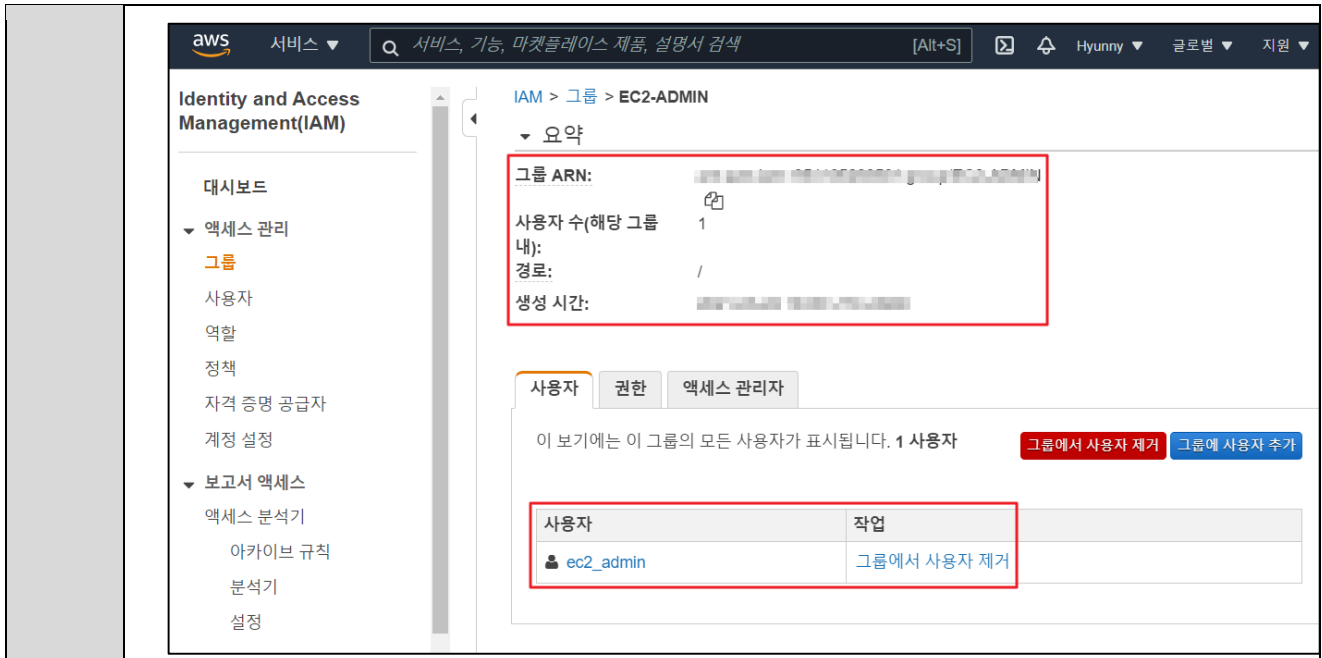 aws 서비스 ▼ 서비스, 기능, 마켓플레이스 제품, 설명서 검색 [Alt+S] Hyunny ▼ 글로벌 ▼ 지원 ▼
Identity and Access
Management(IAM)
대시보드
액세스 관리
그룹
사용자
역할
정책
자격 증명 공급자
계정 설정
보고서 액세스
액세스 분석기
아카이브 규칙
분석기
설정
IAM > 그룹 > EC2-ADMIN
요약
그룹 ARN:
사용자 수(해당 그룹 1
내):
경로: /
생성 시간:
사용자 권한 액세스 관리자
이 보기에는 이 그룹의 모든 사용자가 표시됩니다. 1 사용자 그룹에서 사용자 제거 그룹에 사용자 추가
사용자 작업
ec2_admin 그룹에서 사용자 제거